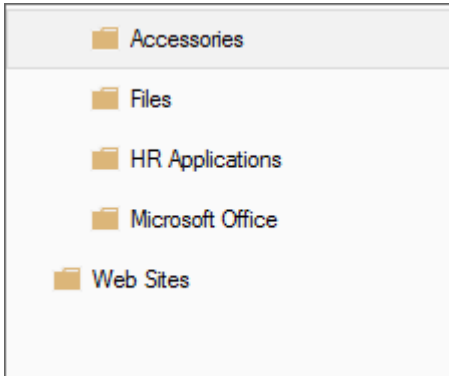 Accessories
Files
HR Applications
Microsoft Office
Web Sites